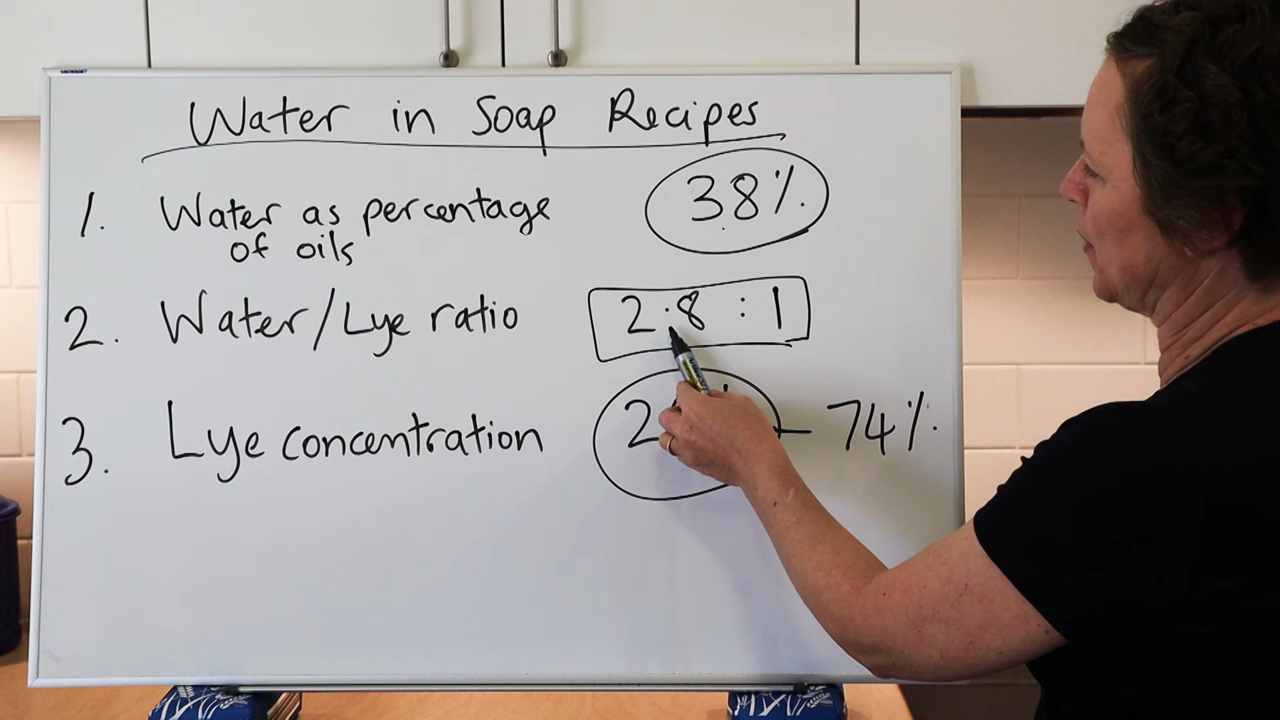 Water in Soap Recipes
1. Water as percentage 38%
of oils
2. Water/Lye ratio 2.8 : 1
3. Lye concentration 74%